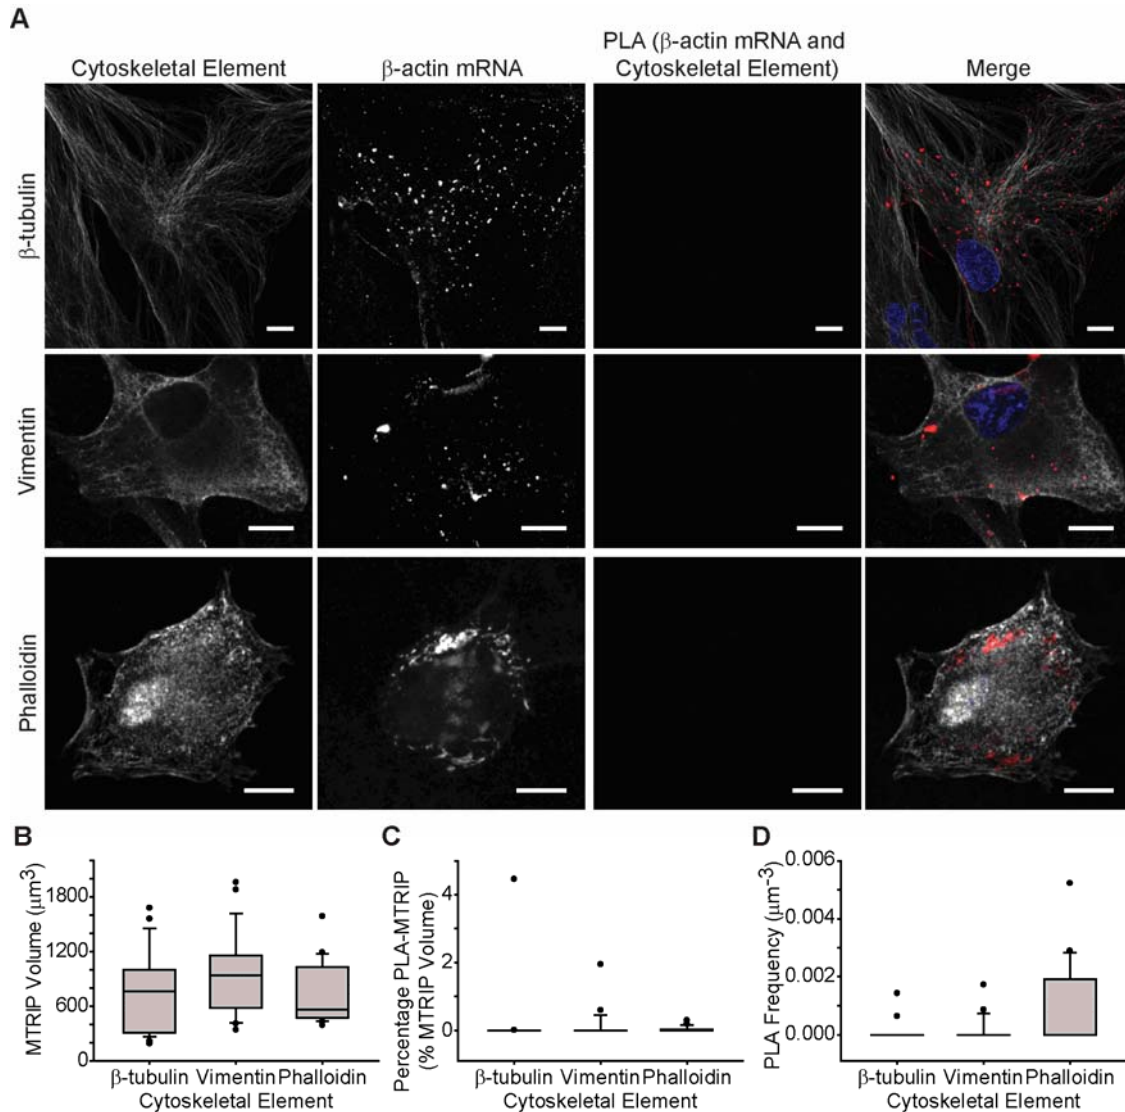 A
Cytoskeletal Element
β-actin mRNA
PLA (β-actin mRNA and
Cytoskeletal Element)
Merge
β-tubulin
Vimentin
Phalloidin
B
MTRIP Volume (μm³)
1800
1200
600
0
β-tubulin Vimentin Phalloidin
Cytoskeletal Element
C
Percentage PLA-MTRIP
(% MTRIP Volume)
4
2
0
β-tubulin Vimentin Phalloidin
Cytoskeletal Element
D
PLA Frequency (μm-³)
0.006
0.004
0.002
0.000
β-tubulin Vimentin Phalloidin
Cytoskeletal Element